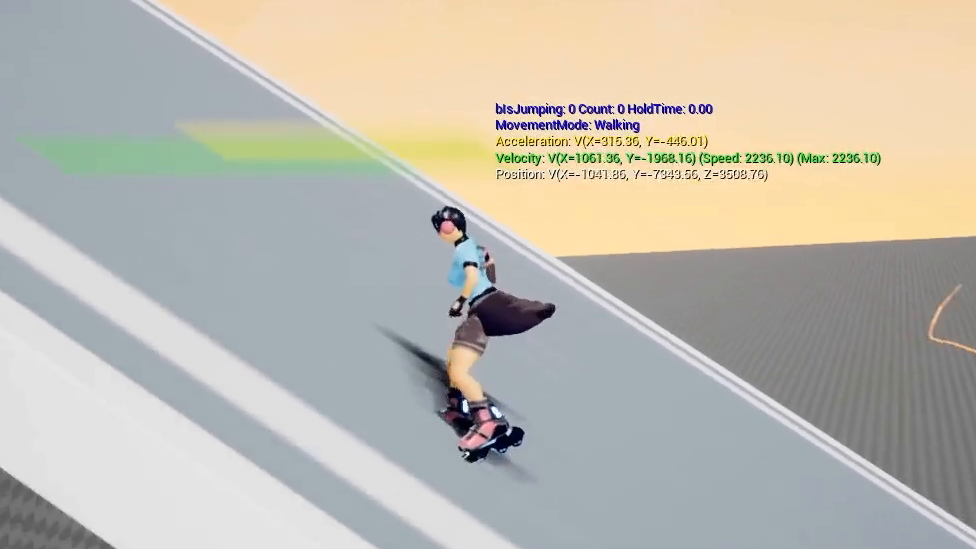 bIsJumping: 0 Count: 0 HoldTime: 0.00
MovementMode: Walking
Acceleration: V(X=315.36, Y=-446.01)
Velocity: V(X=1061.36, Y=-1968.16) (Speed: 2236.10) (Max: 2236.10)
Position: V(X=-1041.86, Y=-7343.56, Z=3508.76)